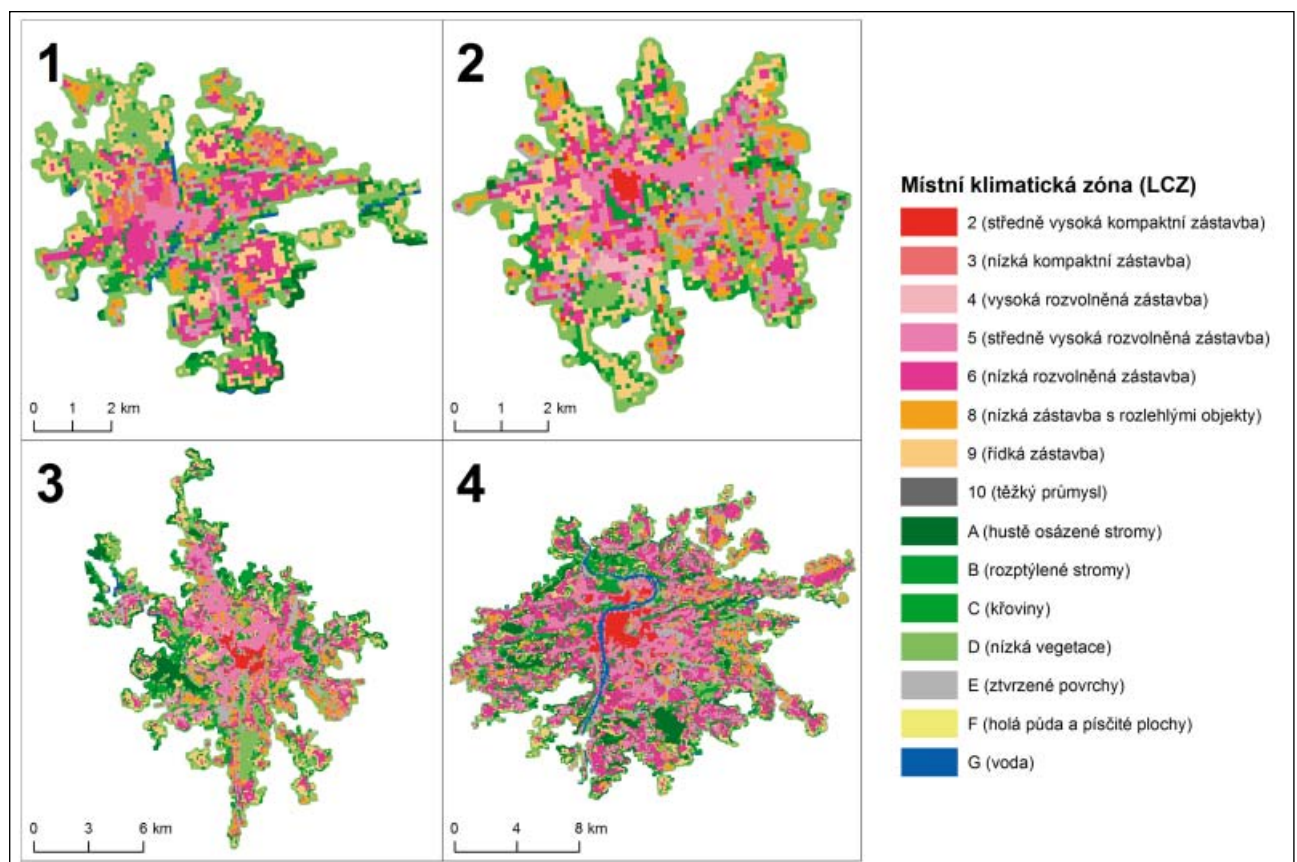 1
2
0 1 2 km
0 1 2 km
3
4
0 3 6 km
0 4 8 km
Místní klimatická zóna (LCZ)
2 (středně vysoká kompaktní zástavba)
3 (nízká kompaktní zástavba)
4 (vysoká rozvolněná zástavba)
5 (středně vysoká rozvolněná zástavba)
6 (nízká rozvolněná zástavba)
8 (nízká zástavba s rozlehlými objekty)
9 (řídká zástavba)
10 (těžký průmysl)
A (hustě osázené stromy)
B (rozptýlené stromy)
C (křoviny)
D (nízká vegetace)
E (ztvrzené povrchy)
F (holá půda a písčité plochy)
G (voda)